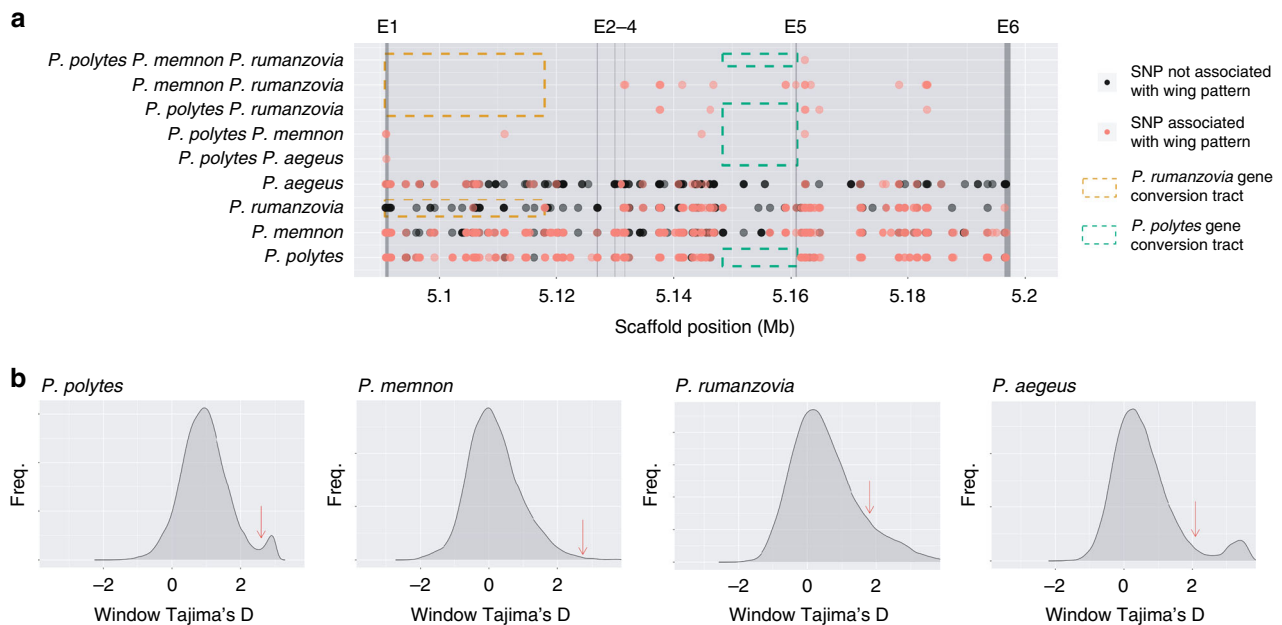 a
E1 E2–4 E5 E6
P. polytes P. memnon P. rumanzovia
P. memnon P. rumanzovia
P. polytes P. rumanzovia
P. polytes P. memnon
P. polytes P. aegeus
P. aegeus
P. rumanzovia
P. memnon
P. polytes
5.1 5.12 5.14 5.16 5.18 5.2
Scaffold position (Mb)
SNP not associated
with wing pattern
SNP associated
with wing pattern
P. rumanzovia gene
conversion tract
P. polytes gene
conversion tract
b
P. polytes
Freq.
–2 0 2
Window Tajima's D
P. memnon
Freq.
–2 0 2
Window Tajima's D
P. rumanzovia
Freq.
–2 0 2
Window Tajima's D
P. aegeus
Freq.
–2 0 2
Window Tajima's D